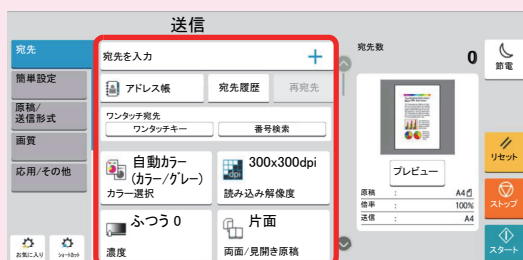 送信
宛先
簡単設定
原稿/
送信形式
画質
応用/その他
お気に入り
ショートカット
宛先を入力
アドレス帳
宛先履歴
再宛先
ワンタッチ宛先
ワンタッチキー
番号検索
自動カラー
(カラー/グレー)
カラー選択
300x300dpi
dpi
読み込み解像度
ふつう 0
濃度
片面
両面/見開き原稿
宛先数
0
プレビュー
原稿 : A4
倍率 : 100%
送信 : A4
節電
リセット
ストップ
スタート